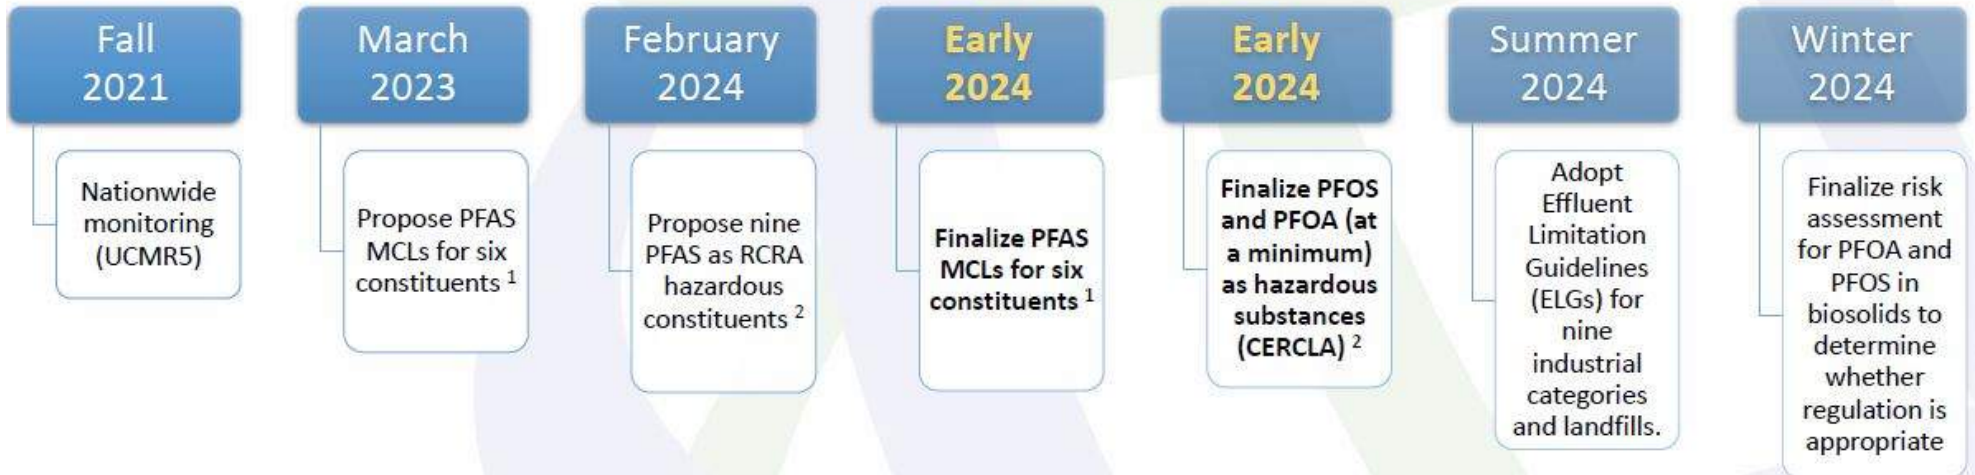 Fall
2021
Nationwide
monitoring
(UCMR5)
March
2023
Propose PFAS
MCLs for six
constituents 1
February
2024
Propose nine
PFAS as RCRA
hazardous
constituents 2
Early
2024
Finalize PFAS
MCLs for six
constituents 1
Early
2024
Finalize PFOS
and PFOA (at
a minimum)
as hazardous
substances
(CERCLA) 2
Summer
2024
Adopt
Effluent
Limitation
Guidelines
(ELGs) for
nine
industrial
categories
and landfills.
Winter
2024
Finalize risk
assessment
for PFOA and
PFOS in
biosolids to
determine
whether
regulation is
appropriate